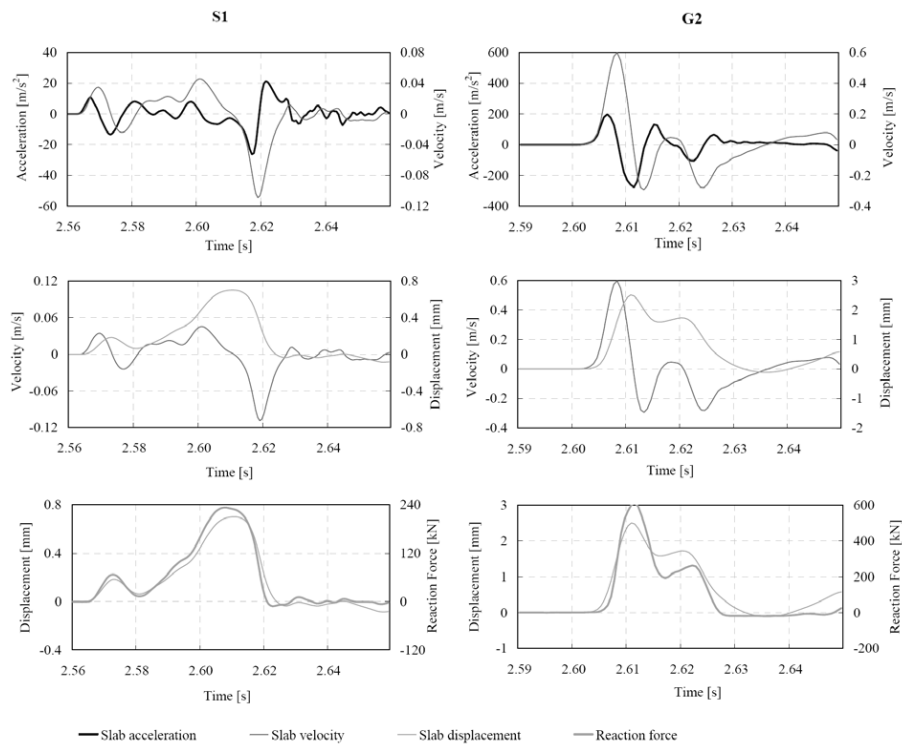 S1
G2
40
20
0
-20
-40
-60
Acceleration [m/s²]
0.08
0.04
0.00
-0.04
-0.08
-0.12
Velocity [m/s]
2.56 2.58 2.60 2.62 2.64
Time [s]
600
400
200
0
-200
-400
Acceleration [m/s²]
0.6
0.4
0.2
0
-0.2
-0.4
Velocity [m/s]
2.59 2.60 2.61 2.62 2.63 2.64
Time [s]
0.12
0.06
0
-0.06
-0.12
Velocity [m/s]
0.8
0.4
0
-0.4
-0.8
Displacement [mm]
2.56 2.58 2.60 2.62 2.64
Time [s]
0.6
0.4
0.2
0
-0.2
-0.4
Velocity [m/s]
3
2
1
0
-1
-2
Displacement [mm]
2.59 2.60 2.61 2.62 2.63 2.64
Time [s]
0.8
0.4
0
-0.4
Displacement [mm]
240
120
0
-120
Reaction Force [kN]
2.56 2.58 2.60 2.62 2.64
Time [s]
3
2
1
0
-1
Displacement [mm]
600
400
200
0
-200
Reaction Force [kN]
2.59 2.60 2.61 2.62 2.63 2.64
Time [s]
Slab acceleration Slab velocity Slab displacement Reaction force